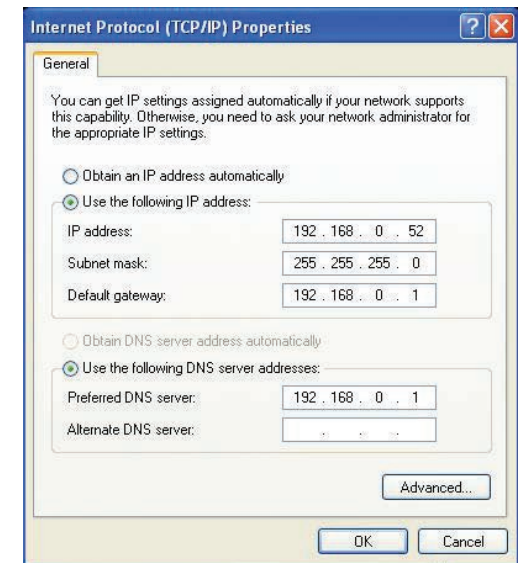 Internet Protocol (TCP/IP) Properties
General
You can get IP settings assigned automatically if your network supports
this capability. Otherwise, you need to ask your network administrator for
the appropriate IP settings.
Obtain an IP address automatically
Use the following IP address:
IP address: 192 . 168 . 0 . 52
Subnet mask: 255 . 255 . 255 . 0
Default gateway: 192 . 168 . 0 . 1
Obtain DNS server address automatically
Use the following DNS server addresses:
Preferred DNS server: 192 . 168 . 0 . 1
Alternate DNS server: . . .
Advanced...
OK Cancel